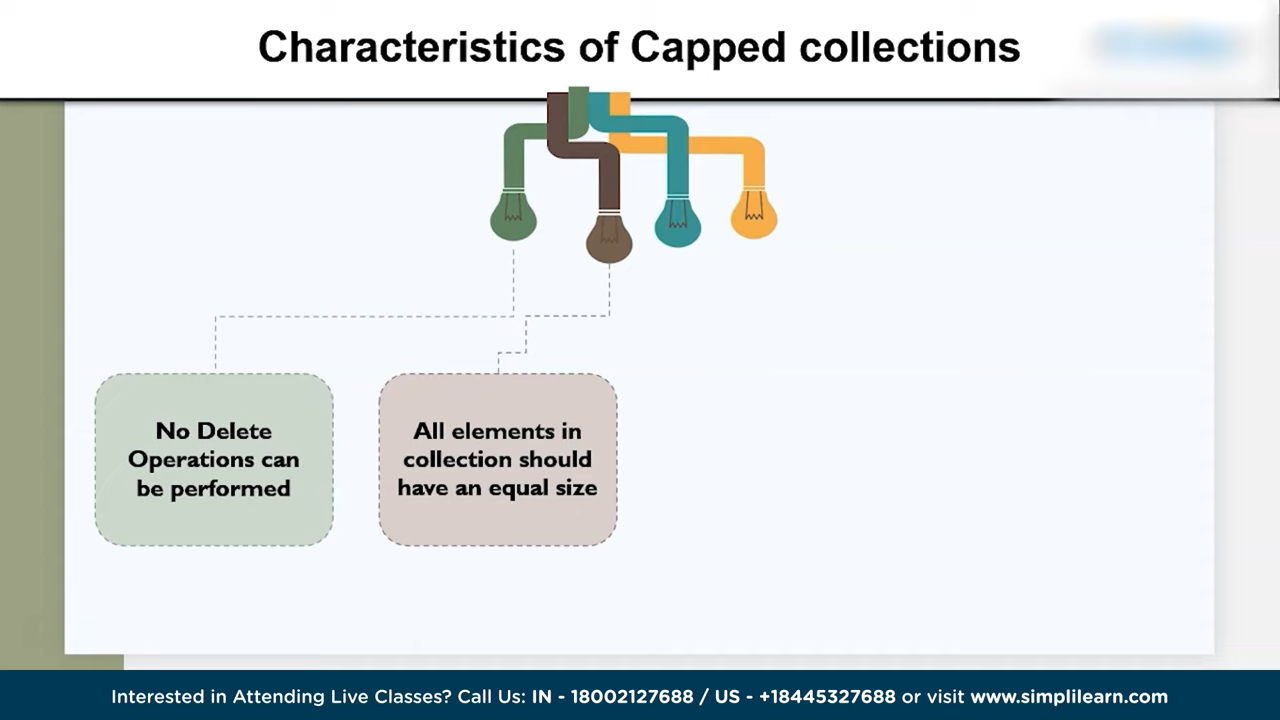 Characteristics of Capped collections
No Delete
Operations can
be performed
All elements in
collection should
have an equal size
Interested in Attending Live Classes? Call Us: IN - 18002127688 / US - +18445327688 or visit www.simplilearn.com